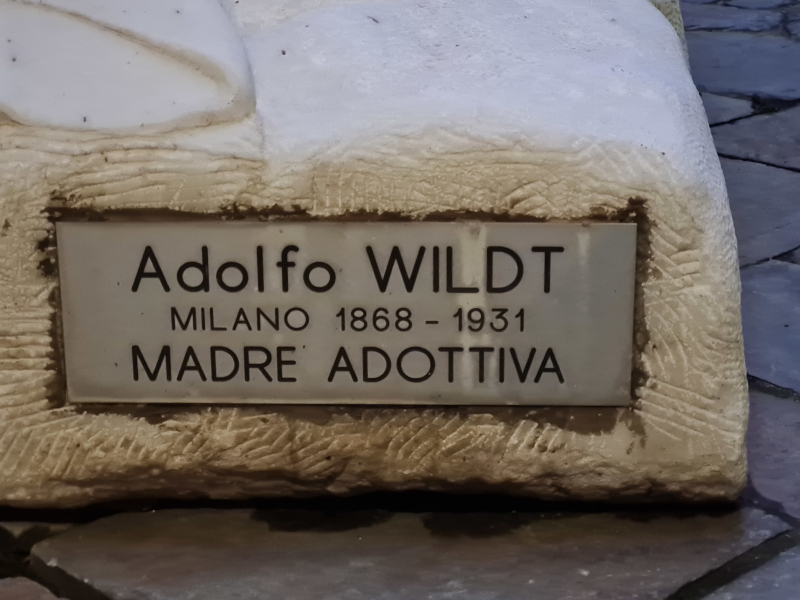 Adolfo WILDT
MILANO 1868 - 1931
MADRE ADOTTIVA